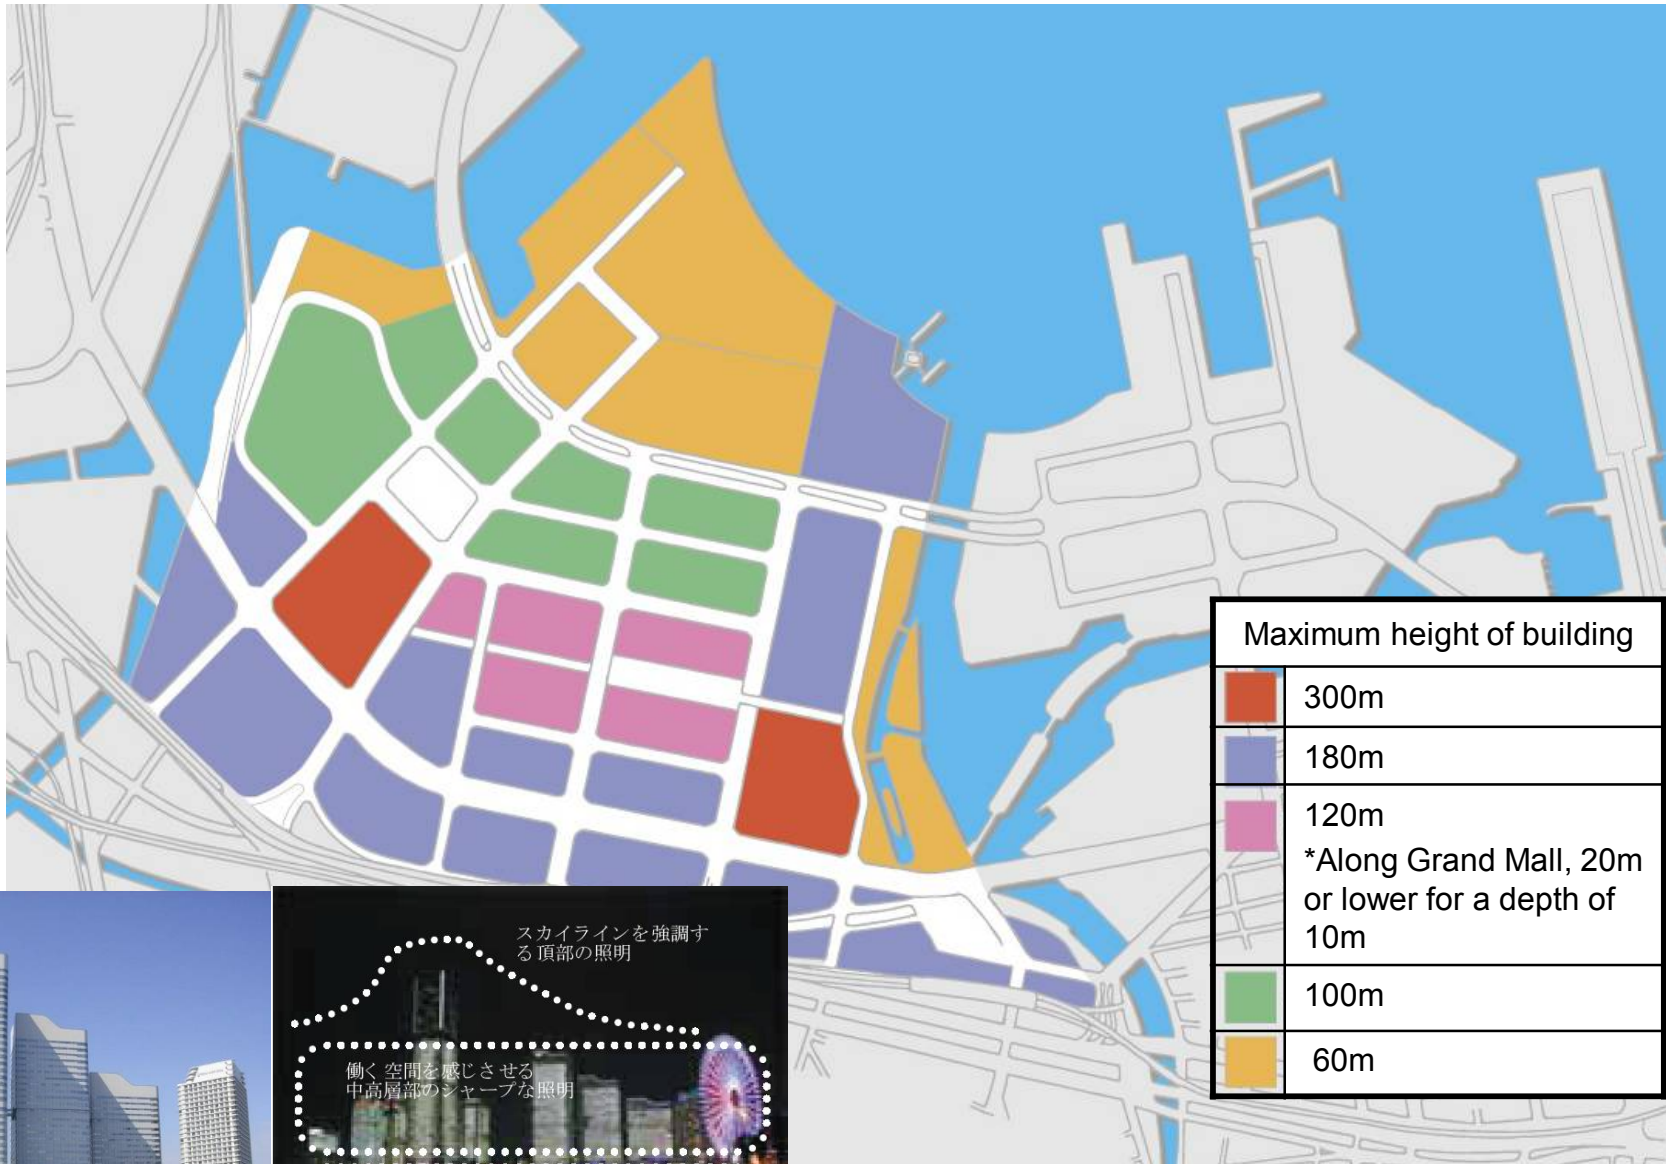 Maximum height of building
300m
180m
120m
*Along Grand Mall, 20m
or lower for a depth of
10m
100m
60m
スカイラインを強調す
る頂部の照明
働く空間を感じさせる
中高層部のシャープな照明